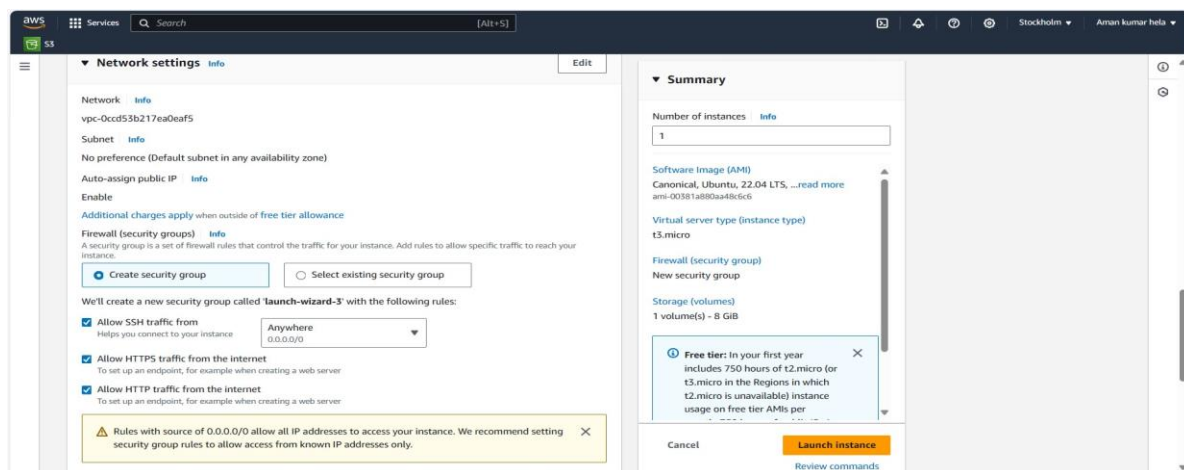 aws
Services
Search
[Alt+S]
Stockholm
Aman kumar hela
S3
Network settings Info
Edit
Network Info
vpc-0ccd53b217ea0eaf5
Subnet Info
No preference (Default subnet in any availability zone)
Auto-assign public IP Info
Enable
Additional charges apply when outside of free tier allowance
Firewall (security groups) Info
A security group is a set of firewall rules that control the traffic for your instance. Add rules to allow specific traffic to reach your
instance.
Create security group
Select existing security group
We'll create a new security group called 'launch-wizard-3' with the following rules:
Allow SSH traffic from
Helps you connect to your instance
Anywhere
0.0.0.0/0
Allow HTTPS traffic from the internet
To set up an endpoint, for example when creating a web server
Allow HTTP traffic from the internet
To set up an endpoint, for example when creating a web server
Rules with source of 0.0.0.0/0 allow all IP addresses to access your instance. We recommend setting
security group rules to allow access from known IP addresses only.
Summary
Number of instances Info
1
Software Image (AMI)
Canonical, Ubuntu, 22.04 LTS, ...read more
ami-00381a880aa48c6c6
Virtual server type (instance type)
t3.micro
Firewall (security group)
New security group
Storage (volumes)
1 volume(s) - 8 GiB
Free tier: In your first year
includes 750 hours of t2.micro (or
t3.micro in the Regions in which
t2.micro is unavailable) instance
usage on free tier AMIs per
Cancel
Launch instance
Review commands